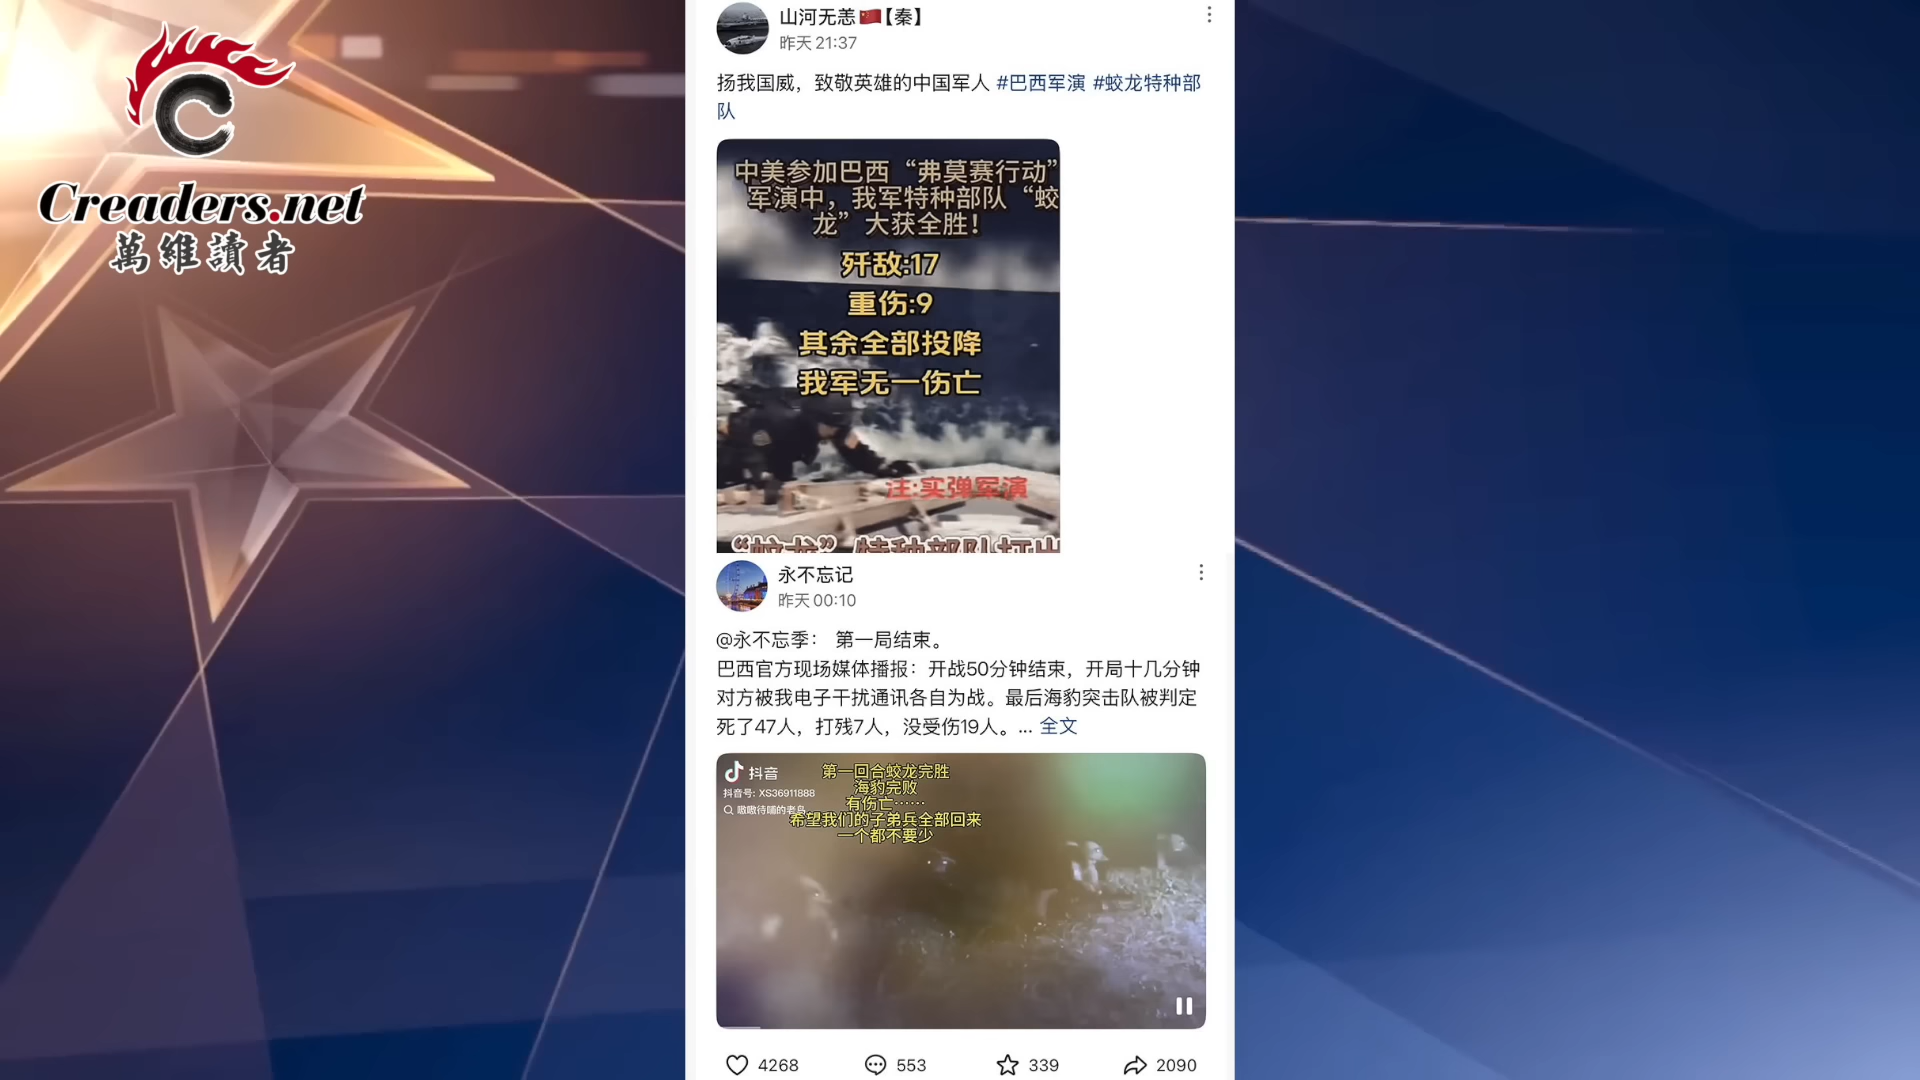 Creaders.net
萬維讀者
山河无恙🇨🇳【秦】
昨天 21:37
扬我国威，致敬英雄的中国军人 #巴西军演 #蛟龙特种部
队
中美参加巴西“弗莫赛行动”
军演中，我军特种部队“蛟
龙”大获全胜！
歼敌:17
重伤:9
其余全部投降
我军无一伤亡
注:实弹军演
“蛟龙”特种部队打出
永不忘记
昨天 00:10
@永不忘季： 第一局结束。
巴西官方现场媒体播报：开战50分钟结束，开局十几分钟
对方被我电子干扰通讯各自为战。最后海豹突击队被判定
死了47人，打残7人，没受伤19人。... 全文
抖音
抖音号: XS36911888
嗷嗷待哺的老鸟
第一回合蛟龙完胜
海豹完败
有伤亡……
希望我们的子弟兵全部回来
一个都不要少
4268
553
339
2090